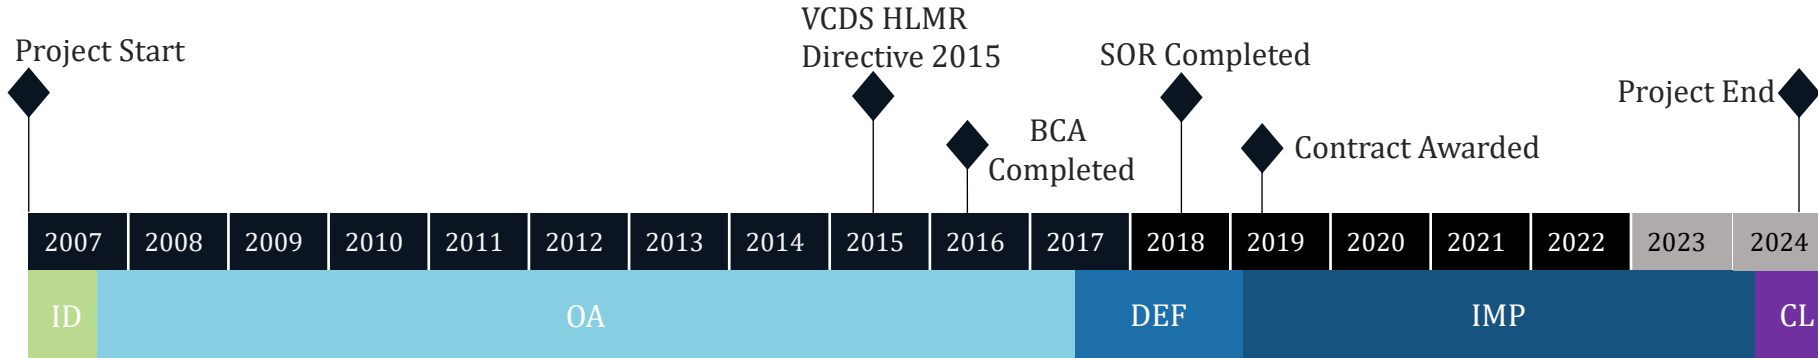 Project Start
VCDS HLMR
Directive 2015
SOR Completed
Project End
BCA
Completed
Contract Awarded
2007 2008 2009 2010 2011 2012 2013 2014 2015 2016 2017 2018 2019 2020 2021 2022 2023 2024
ID OA DEF IMP CL